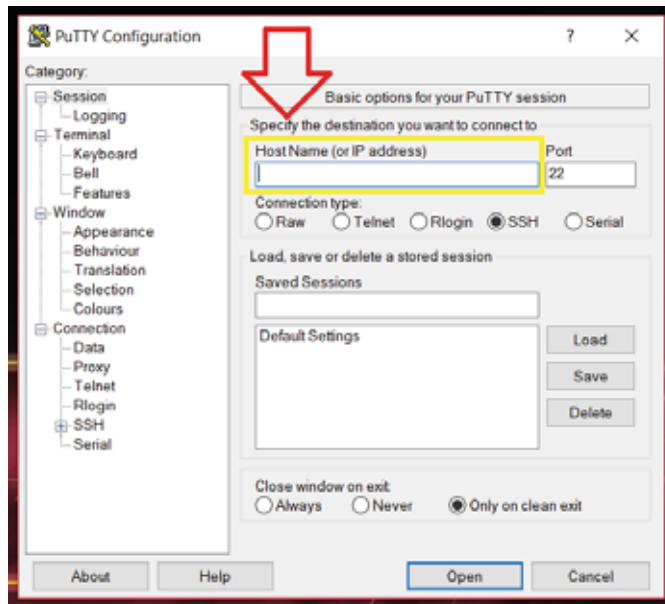 PuTTY Configuration
? ×
Category:
Session
Logging
Terminal
Keyboard
Bell
Features
Window
Appearance
Behaviour
Translation
Selection
Colours
Connection
Data
Proxy
Telnet
Rlogin
SSH
Serial
Basic options for your PuTTY session
Specify the destination you want to connect to
Host Name (or IP address) Port
22
Connection type:
Raw Telnet Rlogin SSH Serial
Load, save or delete a stored session
Saved Sessions
Default Settings
Load
Save
Delete
Close window on exit:
Always Never Only on clean exit
About Help Open Cancel